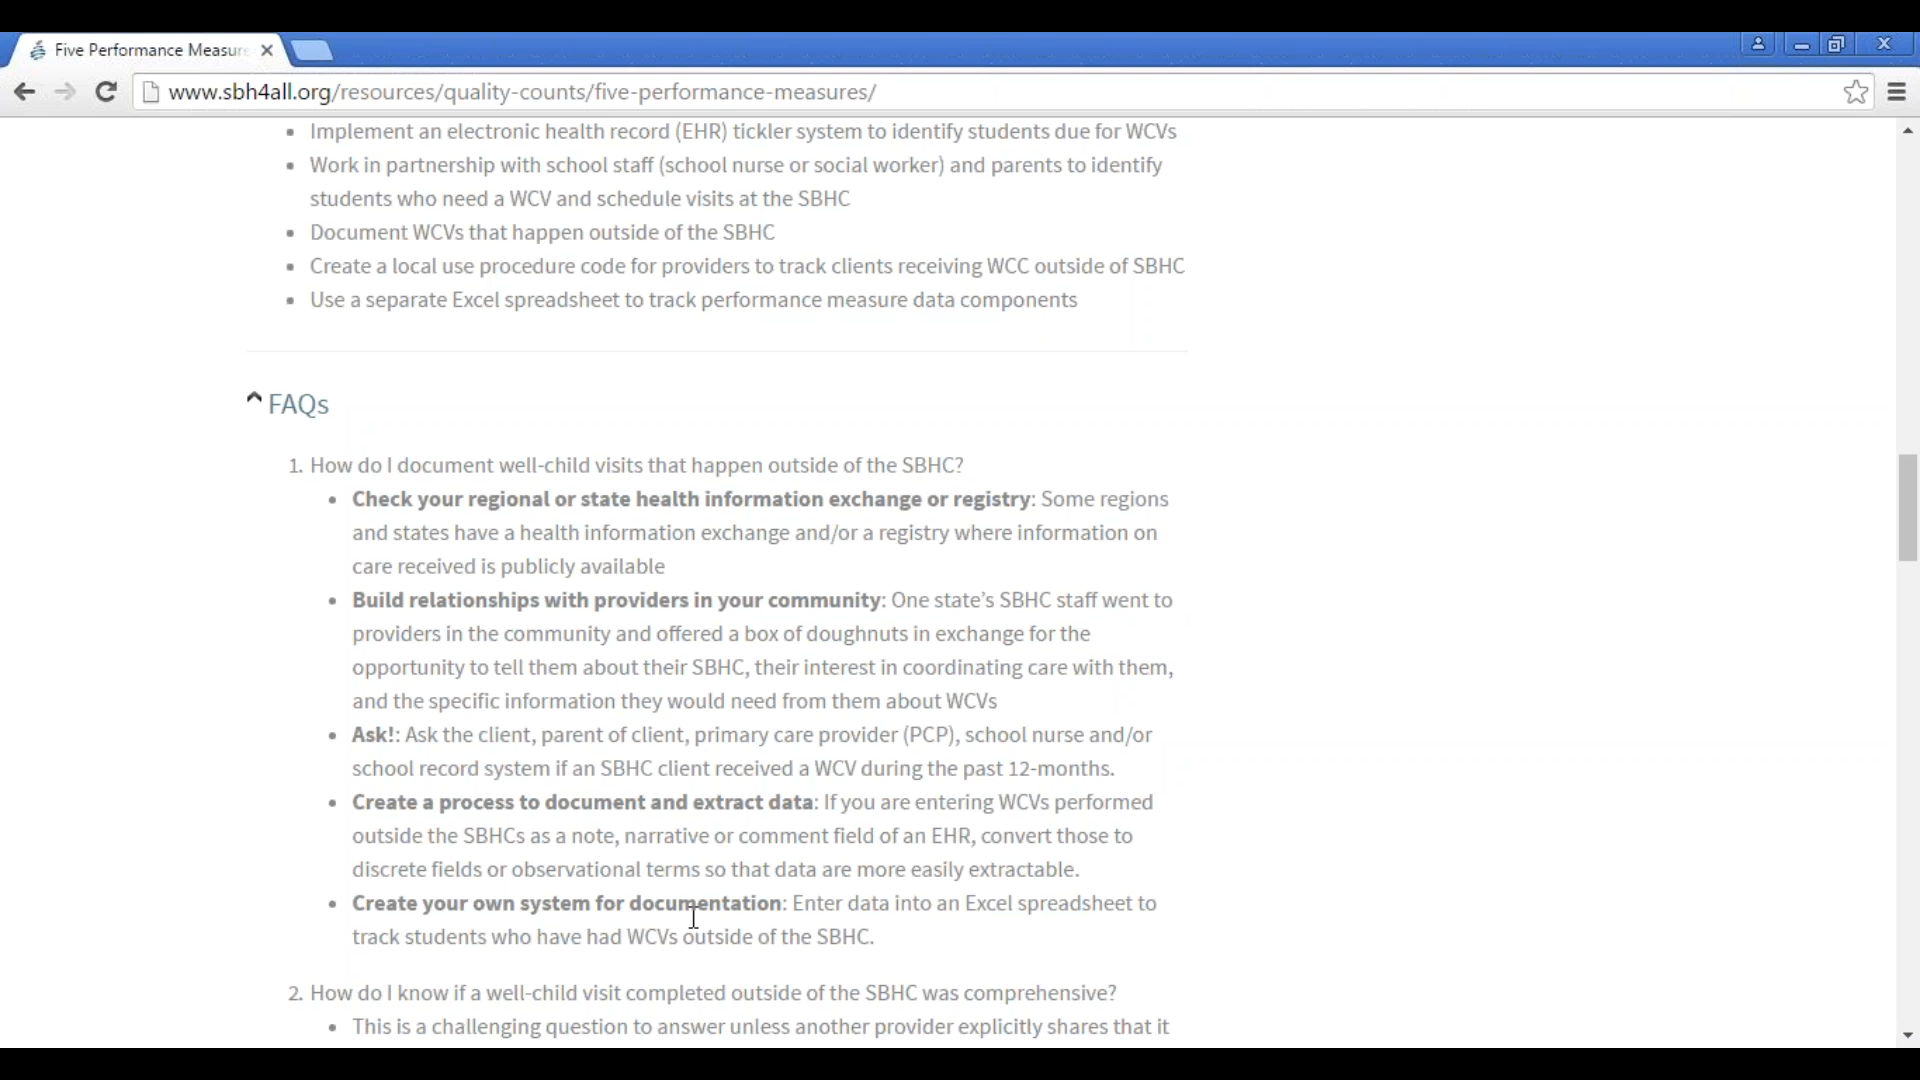 Five Performance Measur
www.sbh4all.org/resources/quality-counts/five-performance-measures/
Implement an electronic health record (EHR) tickler system to identify students due for WCVs
Work in partnership with school staff (school nurse or social worker) and parents to identify
students who need a WCV and schedule visits at the SBHC
Document WCVs that happen outside of the SBHC
Create a local use procedure code for providers to track clients receiving WCC outside of SBHC
Use a separate Excel spreadsheet to track performance measure data components
FAQs
1. How do I document well-child visits that happen outside of the SBHC?
Check your regional or state health information exchange or registry: Some regions
and states have a health information exchange and/or a registry where information on
care received is publicly available
Build relationships with providers in your community: One state’s SBHC staff went to
providers in the community and offered a box of doughnuts in exchange for the
opportunity to tell them about their SBHC, their interest in coordinating care with them,
and the specific information they would need from them about WCVs
Ask!: Ask the client, parent of client, primary care provider (PCP), school nurse and/or
school record system if an SBHC client received a WCV during the past 12-months.
Create a process to document and extract data: If you are entering WCVs performed
outside the SBHCs as a note, narrative or comment field of an EHR, convert those to
discrete fields or observational terms so that data are more easily extractable.
Create your own system for documentation: Enter data into an Excel spreadsheet to
track students who have had WCVs outside of the SBHC.
2. How do I know if a well-child visit completed outside of the SBHC was comprehensive?
This is a challenging question to answer unless another provider explicitly shares that it